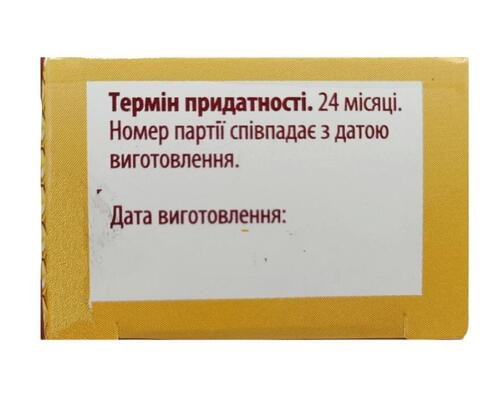 Термін придатності. 24 місяці.
Номер партії співпадає з датою
виготовлення.
Дата виготовлення: